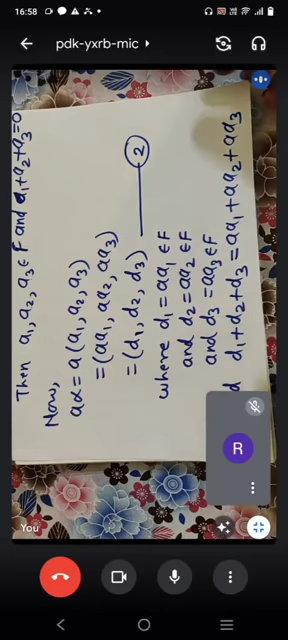 16:58
pdk-yxrb-mic
Then a1, a2, a3 ∈ F and a1+a2+a3=0
Now,
aα = a(a1, a2, a3)
= (aa1, aa2, aa3)
= (d1, d2, d3) ——— 2
where d1 = aa1 ∈ F
and d2 = aa2 ∈ F
and d3 = aa3 ∈ F
d1+d2+d3 = aa1+aa2+aa3
R
You